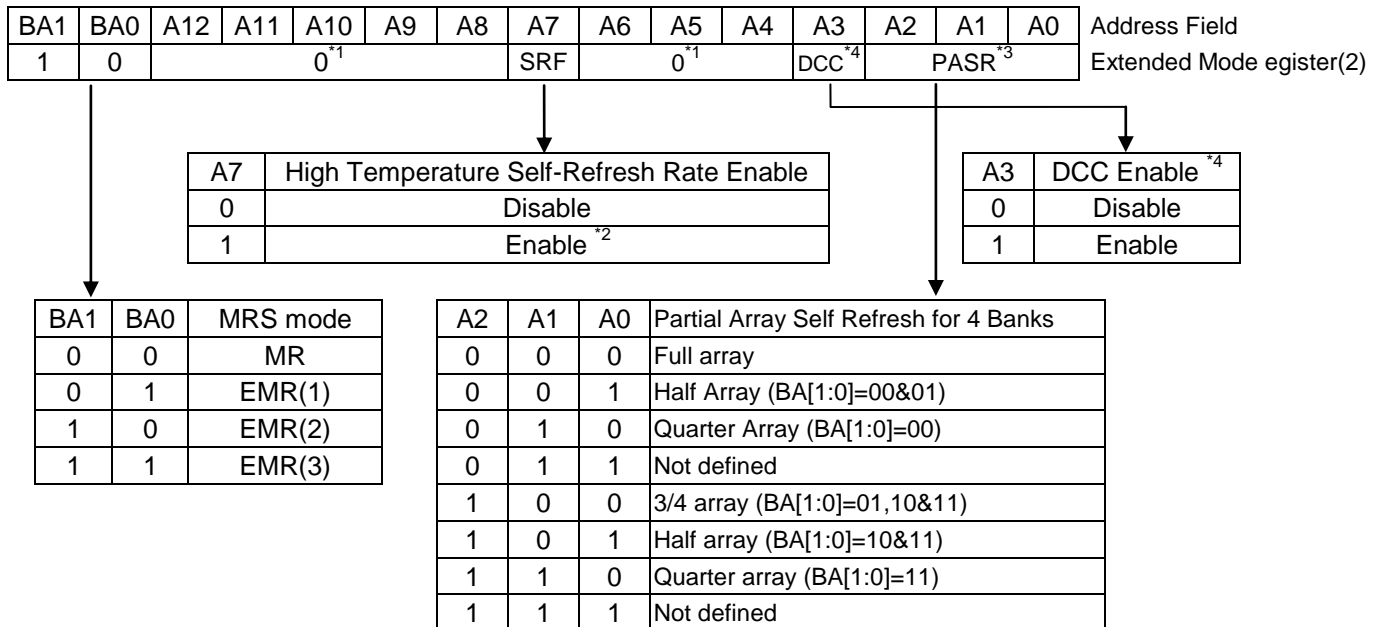 BA1 BA0 A12 A11 A10 A9 A8 A7 A6 A5 A4 A3 A2 A1 A0 Address Field
1 0 0*1 SRF 0*1 DCC*4 PASR*3 Extended Mode egister(2)
A7 High Temperature Self-Refresh Rate Enable
0 Disable
1 Enable *2
A3 DCC Enable *4
0 Disable
1 Enable
BA1 BA0 MRS mode
0 0 MR
0 1 EMR(1)
1 0 EMR(2)
1 1 EMR(3)
A2 A1 A0 Partial Array Self Refresh for 4 Banks
0 0 0 Full array
0 0 1 Half Array (BA[1:0]=00&01)
0 1 0 Quarter Array (BA[1:0]=00)
0 1 1 Not defined
1 0 0 3/4 array (BA[1:0]=01,10&11)
1 0 1 Half array (BA[1:0]=10&11)
1 1 0 Quarter array (BA[1:0]=11)
1 1 1 Not defined